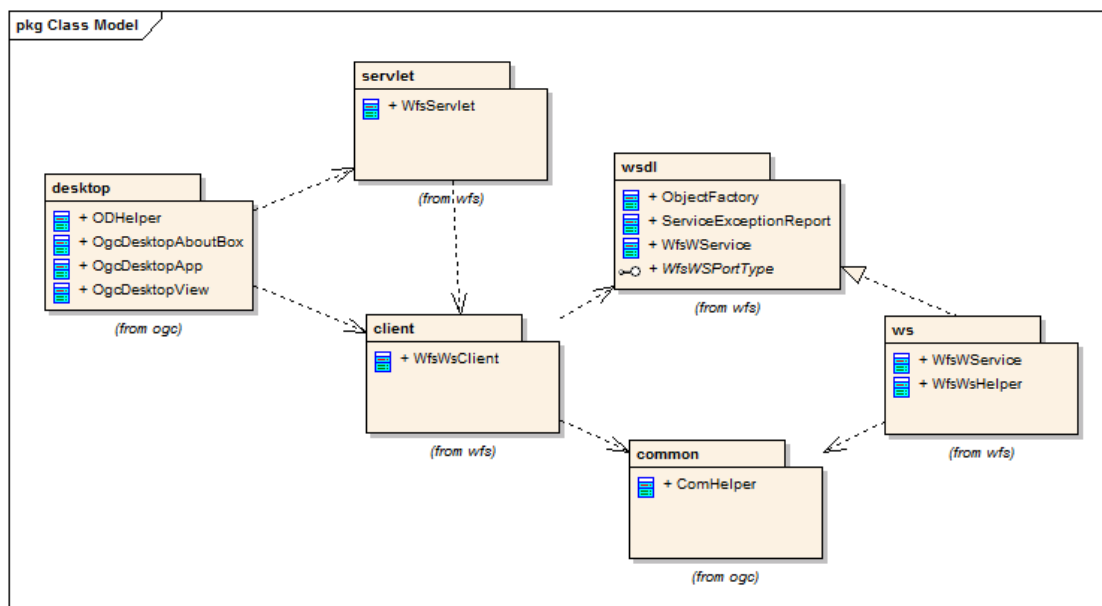 pkg Class Model
servlet
+ WfsServlet
(from wfs)
desktop
+ ODHelper
+ OgcDesktopAboutBox
+ OgcDesktopApp
+ OgcDesktopView
(from ogc)
wsdl
+ ObjectFactory
+ ServiceExceptionReport
+ WfsWService
+ WfsWSPortType
(from wfs)
client
+ WfsWsClient
(from wfs)
ws
+ WfsWService
+ WfsWsHelper
(from wfs)
common
+ ComHelper
(from ogc)